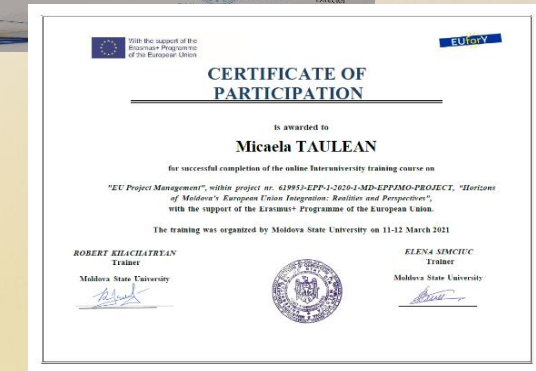 Director
With the support of the
Erasmus+ Programme
of the European Union
EUforY
CERTIFICATE OF
PARTICIPATION
is awarded to
Micaela TAULEAN
for successful completion of the online Interuniversity training course on
"EU Project Management", within project nr. 619953-EPP-1-2020-1-MD-EPPJMO-PROJECT, "Horizons
of Moldova's European Union Integration: Realities and Perspectives",
with the support of the Erasmus+ Programme of the European Union.
The training was organized by Moldova State University on 11-12 March 2021
ROBERT KHACHATRYAN
Trainer
Moldova State University
ELENA SIMCIUC
Trainer
Moldova State University